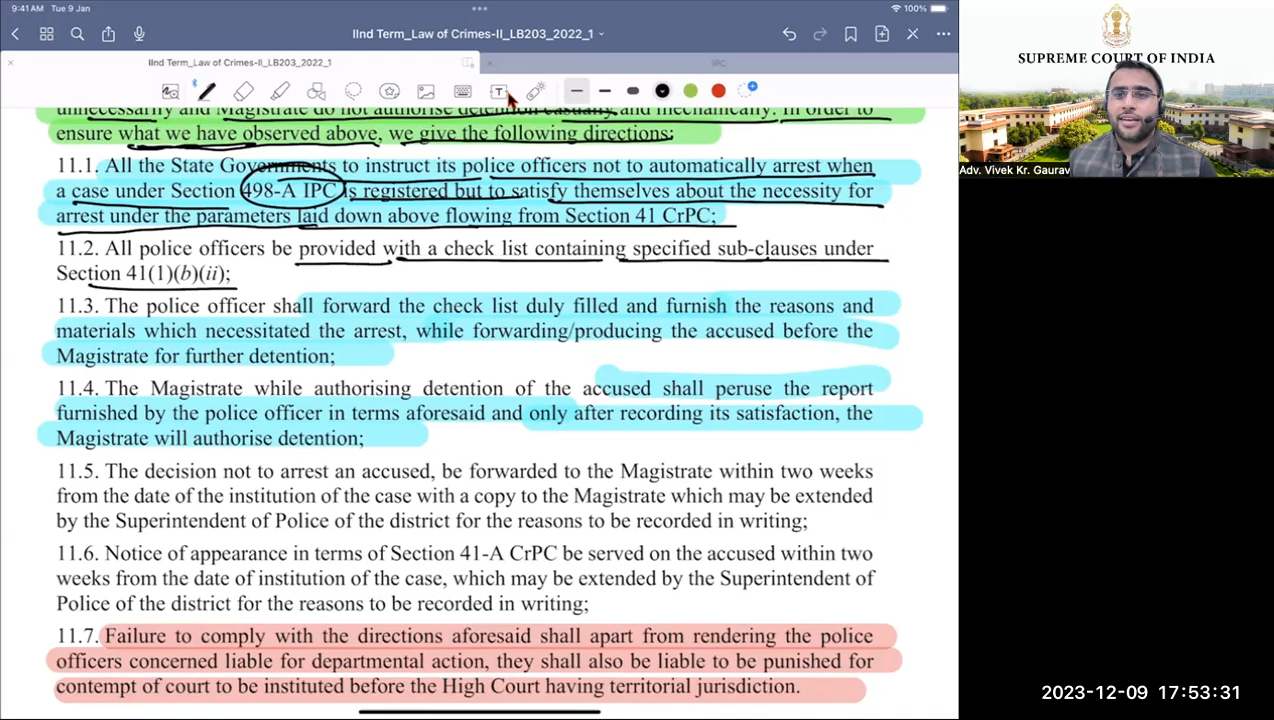 9:41 AM Tue 9 Jan
100%
IInd Term_Law of Crimes-II_LB203_2022_1
IInd Term_Law of Crimes-II_LB203_2022_1
IPC
T
unnecessarily and Magistrate do not authorise detention casually and mechanically. In order to
ensure what we have observed above, we give the following directions:
11.1. All the State Governments to instruct its police officers not to automatically arrest when
a case under Section 498-A IPC is registered but to satisfy themselves about the necessity for
arrest under the parameters laid down above flowing from Section 41 CrPC;
11.2. All police officers be provided with a check list containing specified sub-clauses under
Section 41(1)(b)(ii);
11.3. The police officer shall forward the check list duly filled and furnish the reasons and
materials which necessitated the arrest, while forwarding/producing the accused before the
Magistrate for further detention;
11.4. The Magistrate while authorising detention of the accused shall peruse the report
furnished by the police officer in terms aforesaid and only after recording its satisfaction, the
Magistrate will authorise detention;
11.5. The decision not to arrest an accused, be forwarded to the Magistrate within two weeks
from the date of the institution of the case with a copy to the Magistrate which may be extended
by the Superintendent of Police of the district for the reasons to be recorded in writing;
11.6. Notice of appearance in terms of Section 41-A CrPC be served on the accused within two
weeks from the date of institution of the case, which may be extended by the Superintendent of
Police of the district for the reasons to be recorded in writing;
11.7. Failure to comply with the directions aforesaid shall apart from rendering the police
officers concerned liable for departmental action, they shall also be liable to be punished for
contempt of court to be instituted before the High Court having territorial jurisdiction.
SUPREME COURT OF INDIA
Adv. Vivek Kr. Gaurav
2023-12-09 17:53:31